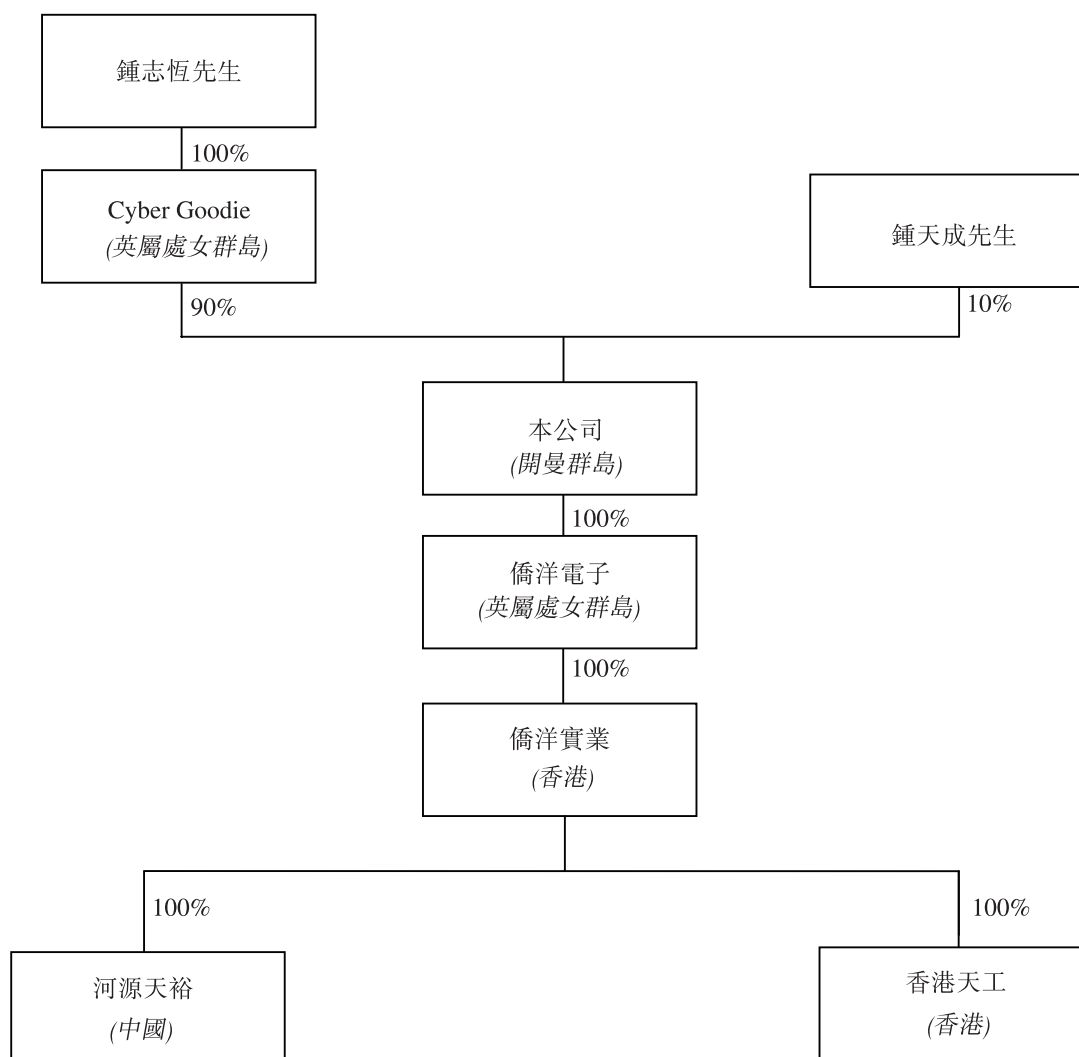 鍾志恆先生
100%
Cyber Goodie
(英屬處女群島)
鍾天成先生
90%
10%
本公司
(開曼群島)
100%
僑洋電子
(英屬處女群島)
100%
僑洋實業
(香港)
100%
100%
河源天裕
(中國)
香港天工
(香港)